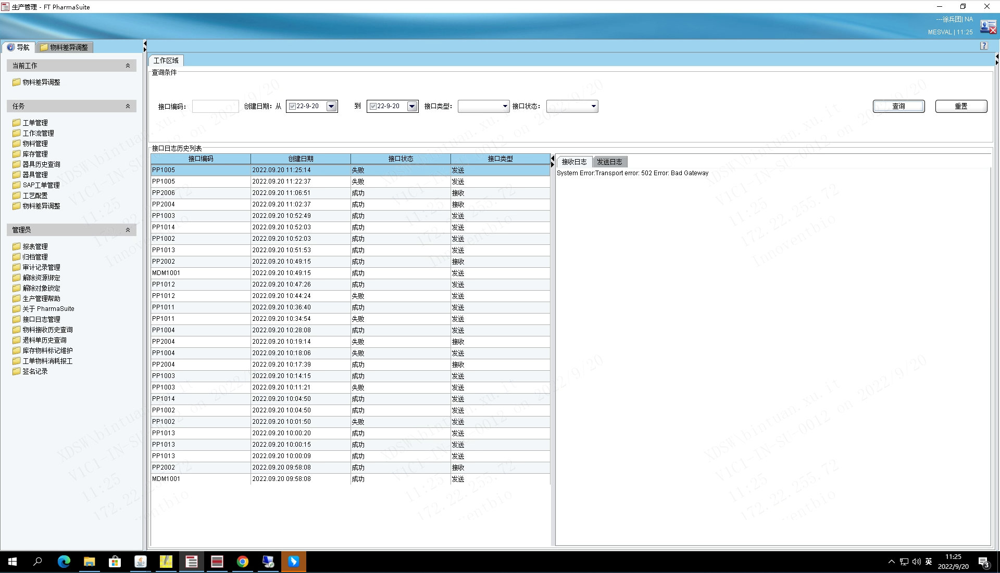 生产管理 - FT PharmaSuite
---徐兵团| NA
MESVAL | 11:25
导航
物料差异调整
当前工作
物料差异调整
任务
工单管理
工作流管理
物料管理
库存管理
器具历史查询
器具管理
SAP工单管理
工艺配置
物料差异调整
管理员
报表管理
归档管理
审计记录管理
解除资源绑定
解除对象锁定
生产管理帮助
关于 PharmaSuite
接口日志管理
物料接收历史查询
退料单历史查询
库存物料标记维护
工单物料消耗报工
签名记录
工作区域
查询条件
接口编码: 创建日期: 从 22-9-20 到 22-9-20 接口类型: 接口状态: 查询 重置
接口日志历史列表
接口编码 创建日期 接口状态 接口类型
PP1005 2022.09.20 11:25:14 失败 发送
PP1005 2022.09.20 11:22:37 失败 发送
PP2006 2022.09.20 11:06:51 成功 接收
PP2004 2022.09.20 11:02:37 成功 接收
PP1003 2022.09.20 10:52:49 成功 发送
PP1014 2022.09.20 10:52:03 成功 发送
PP1002 2022.09.20 10:52:03 成功 发送
PP1013 2022.09.20 10:51:53 成功 发送
PP2002 2022.09.20 10:49:15 成功 接收
MDM1001 2022.09.20 10:49:15 成功 发送
PP1012 2022.09.20 10:47:26 成功 发送
PP1012 2022.09.20 10:44:24 失败 发送
PP1011 2022.09.20 10:36:40 成功 发送
PP1011 2022.09.20 10:34:54 失败 发送
PP1004 2022.09.20 10:28:08 成功 发送
PP2004 2022.09.20 10:19:14 失败 接收
PP1004 2022.09.20 10:18:06 失败 发送
PP2004 2022.09.20 10:17:39 成功 接收
PP1003 2022.09.20 10:14:15 成功 发送
PP1003 2022.09.20 10:11:21 失败 发送
PP1014 2022.09.20 10:04:50 成功 发送
PP1002 2022.09.20 10:04:50 成功 发送
PP1002 2022.09.20 10:01:50 失败 发送
PP1013 2022.09.20 10:00:20 成功 发送
PP1013 2022.09.20 10:00:15 成功 发送
PP1013 2022.09.20 10:00:09 成功 发送
PP2002 2022.09.20 09:58:08 成功 接收
MDM1001 2022.09.20 09:58:08 成功 发送
接收日志 发送日志
System Error:Transport error: 502 Error: Bad Gateway
XDSW\bintuan.xu.it
V1C1-IN-SU-0012 on 2022/9/20
11:25
172.22.255.72
Innoventbio
英
11:25
2022/9/20
3